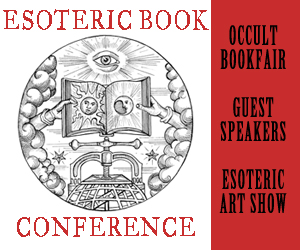 ESOTERIC BOOK
CONFERENCE
OCCULT
BOOKFAIR
GUEST
SPEAKERS
ESOTERIC
ART SHOW